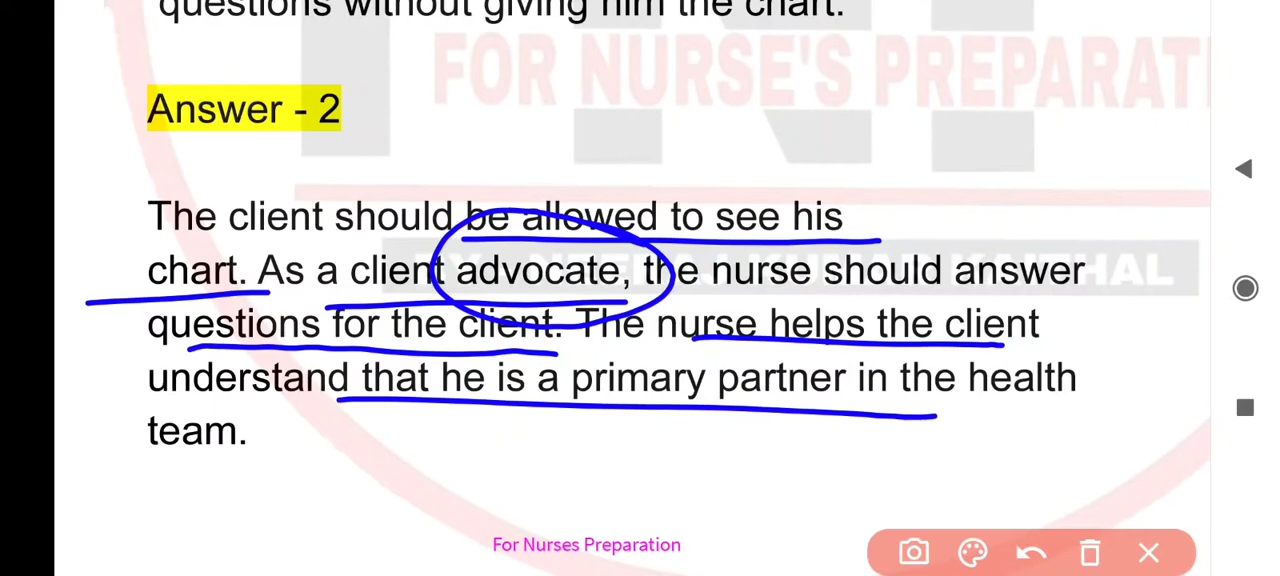 questions without giving him the chart.
FOR NURSE'S PREPARATI
Answer - 2
The client should be allowed to see his
chart. As a client advocate, the nurse should answer
questions for the client. The nurse helps the client
understand that he is a primary partner in the health
team.
For Nurses Preparation